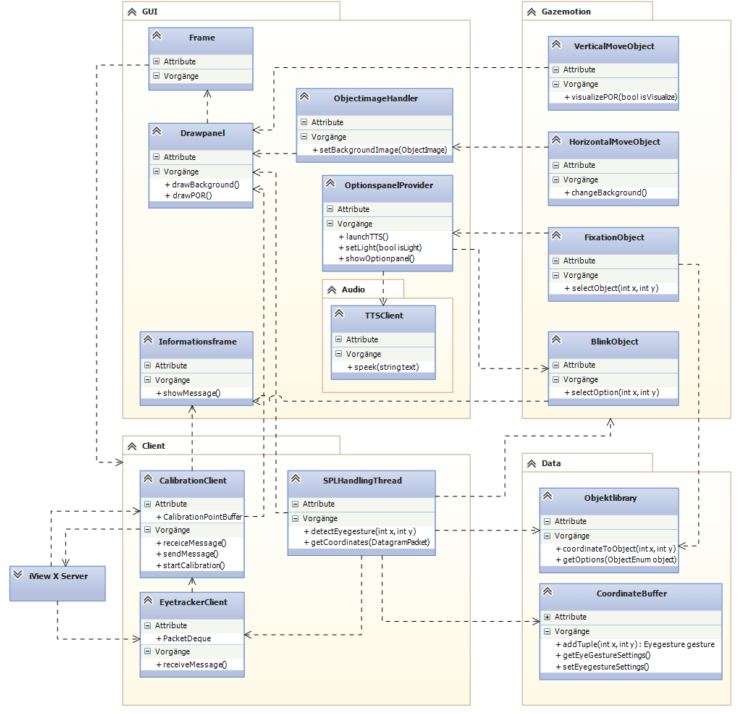 GUI
Frame
Attribute
Vorgänge
Drawpanel
Attribute
Vorgänge
+ drawBackground()
+ drawPOR()
ObjectimageHandler
Attribute
Vorgänge
+ setBackgroundImage(ObjectImage)
OptionspanelProvider
Attribute
Vorgänge
+ launchTTS()
+ setLight(bool isLight)
+ showOptionpanel()
Audio
TTSClient
Attribute
Vorgänge
+ speek(string text)
Informationsframe
Attribute
Vorgänge
+ showMessage()
Gazemotion
VerticalMoveObject
Attribute
Vorgänge
+ visualizePOR(bool isVisualize)
HorizontalMoveObject
Attribute
Vorgänge
+ changeBackground()
FixationObject
Attribute
Vorgänge
+ selectObject(int x, int y)
BlinkObject
Attribute
Vorgänge
+ selectOption(int x, int y)
Client
CalibrationClient
Attribute
+ CalibrationPointBuffer
Vorgänge
+ receiceMessage()
+ sendMessage()
+ startCalibration()
SPLHandlingThread
Attribute
Vorgänge
+ detectEyegesture(int x, int y)
+ getCoordinates(DatagramPacket)
iView X Server
EyetrackerClient
Attribute
+ PacketDeque
Vorgänge
+ receiveMessage()
Data
Objektlibrary
Attribute
Vorgänge
+ coordinateToObject(int x, int y)
+ getOptions(ObjectEnum object)
CoordinateBuffer
Attribute
Vorgänge
+ addTuple(int x, int y) : Eyegesture gesture
+ getEyeGestureSettings()
+ setEyegestureSettings()